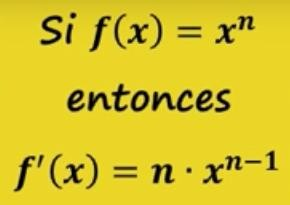 Si f(x) = xⁿ
entonces
f'(x) = n · xⁿ⁻¹